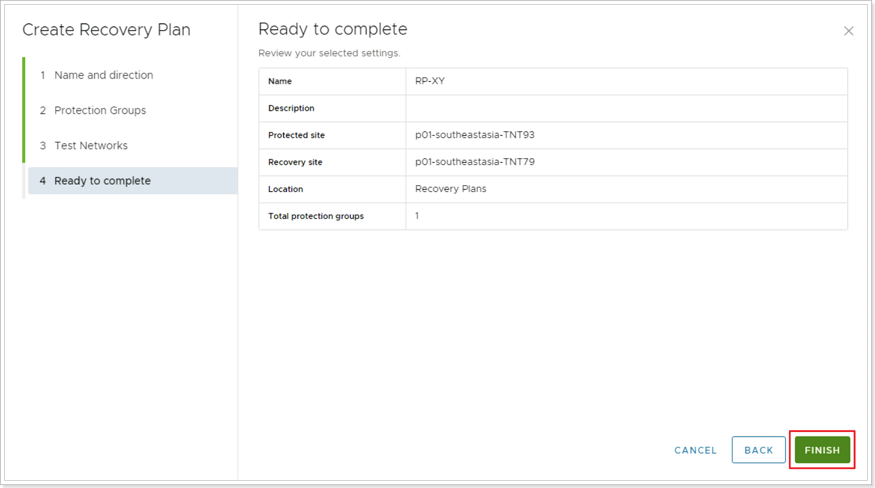 Create Recovery Plan
1 Name and direction
2 Protection Groups
3 Test Networks
4 Ready to complete
Ready to complete
Review your selected settings.
Name RP-XY
Description
Protected site p01-southeastasia-TNT93
Recovery site p01-southeastasia-TNT79
Location Recovery Plans
Total protection groups 1
CANCEL BACK FINISH